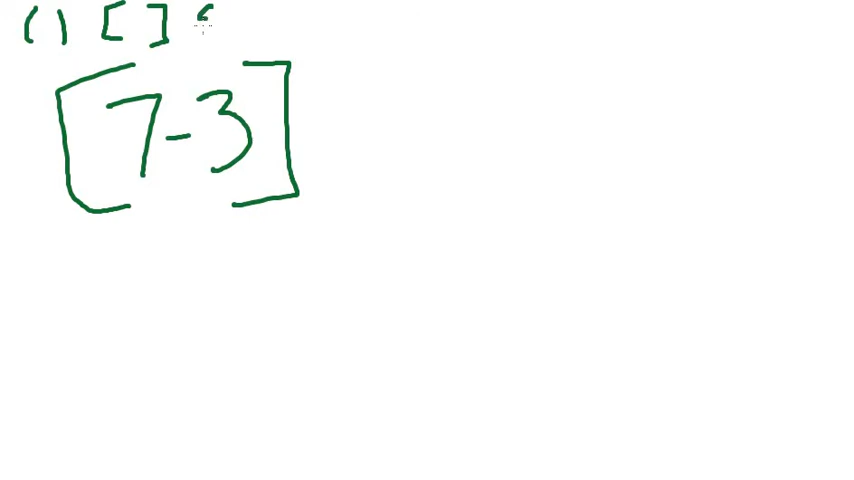 ( ) [ ]
[7-3]